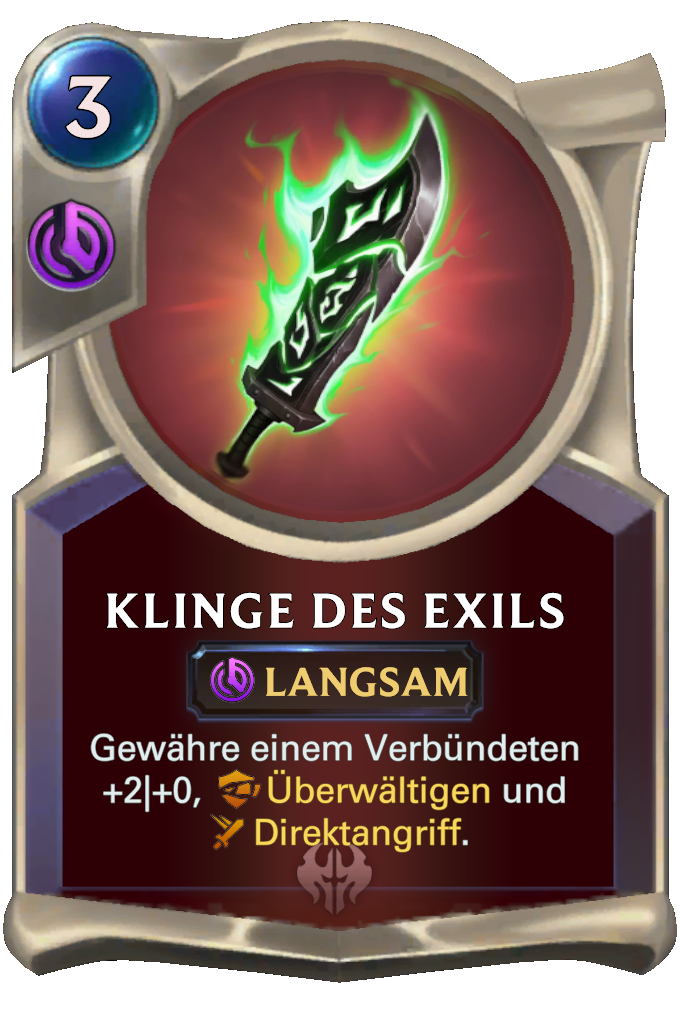 3
KLINGE DES EXILS
LANGSAM
Gewähre einem Verbündeten
+2|+0, Überwältigen und
Direktangriff.